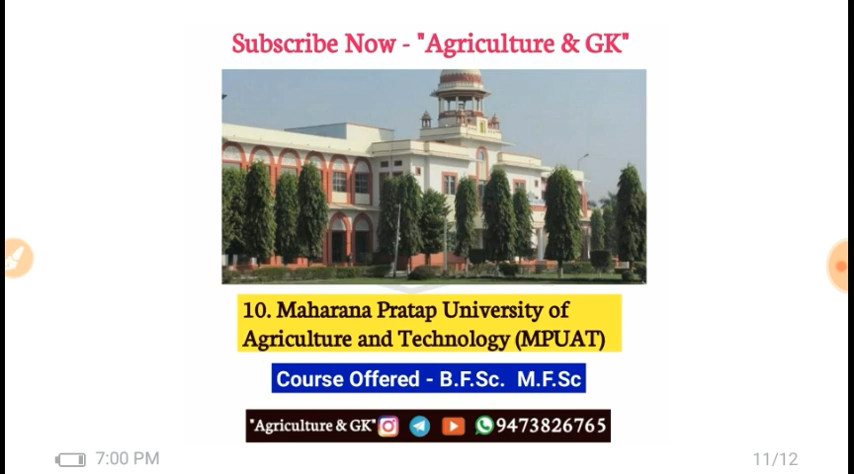 Subscribe Now - "Agriculture & GK"
10. Maharana Pratap University of
Agriculture and Technology (MPUAT)
Course Offered - B.F.Sc. M.F.Sc
"Agriculture & GK" 9473826765
7:00 PM 11/12